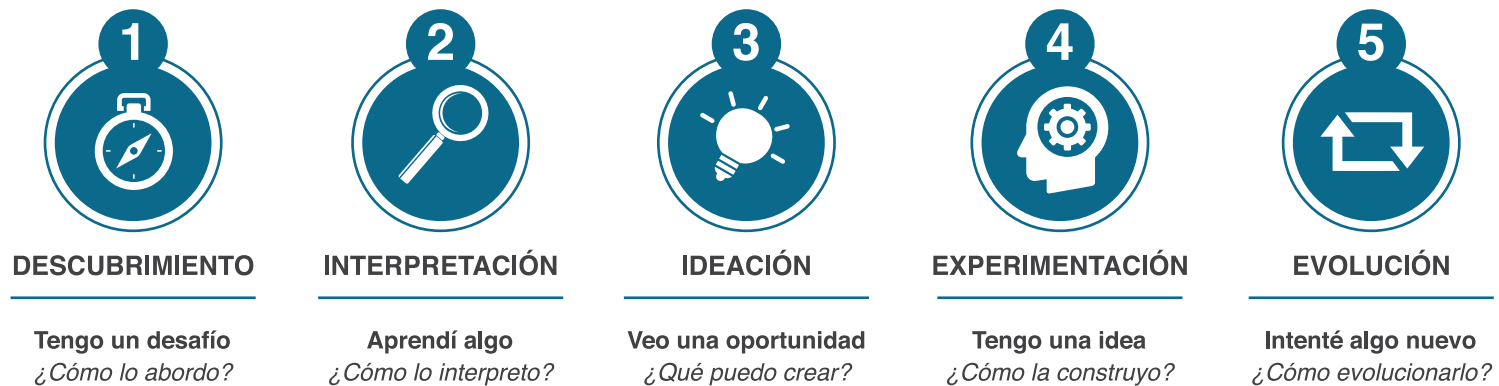 1
DESCUBRIMIENTO
Tengo un desafío
¿Cómo lo abordo?
2
INTERPRETACIÓN
Aprendí algo
¿Cómo lo interpreto?
3
IDEACIÓN
Veo una oportunidad
¿Qué puedo crear?
4
EXPERIMENTACIÓN
Tengo una idea
¿Cómo la construyo?
5
EVOLUCIÓN
Intenté algo nuevo
¿Cómo evolucionarlo?